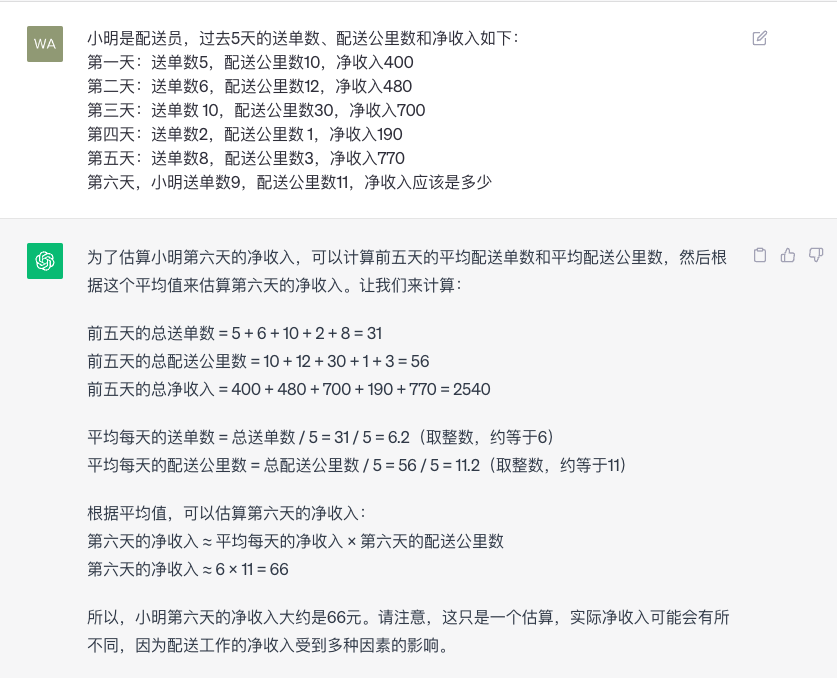 WA
小明是配送员，过去5天的送单数、配送公里数和净收入如下：
第一天：送单数5，配送公里数10，净收入400
第二天：送单数6，配送公里数12，净收入480
第三天：送单数 10，配送公里数30，净收入700
第四天：送单数2，配送公里数 1，净收入190
第五天：送单数8，配送公里数3，净收入770
第六天，小明送单数9，配送公里数11，净收入应该是多少
为了估算小明第六天的净收入，可以计算前五天的平均配送单数和平均配送公里数，然后根
据这个平均值来估算第六天的净收入。让我们来计算：
前五天的总送单数 = 5 + 6 + 10 + 2 + 8 = 31
前五天的总配送公里数 = 10 + 12 + 30 + 1 + 3 = 56
前五天的总净收入 = 400 + 480 + 700 + 190 + 770 = 2540
平均每天的送单数 = 总送单数 / 5 = 31 / 5 = 6.2（取整数，约等于6）
平均每天的配送公里数 = 总配送公里数 / 5 = 56 / 5 = 11.2（取整数，约等于11）
根据平均值，可以估算第六天的净收入：
第六天的净收入 ≈ 平均每天的净收入 × 第六天的配送公里数
第六天的净收入 ≈ 6 × 11 = 66
所以，小明第六天的净收入大约是66元。请注意，这只是一个估算，实际净收入可能会有所
不同，因为配送工作的净收入受到多种因素的影响。